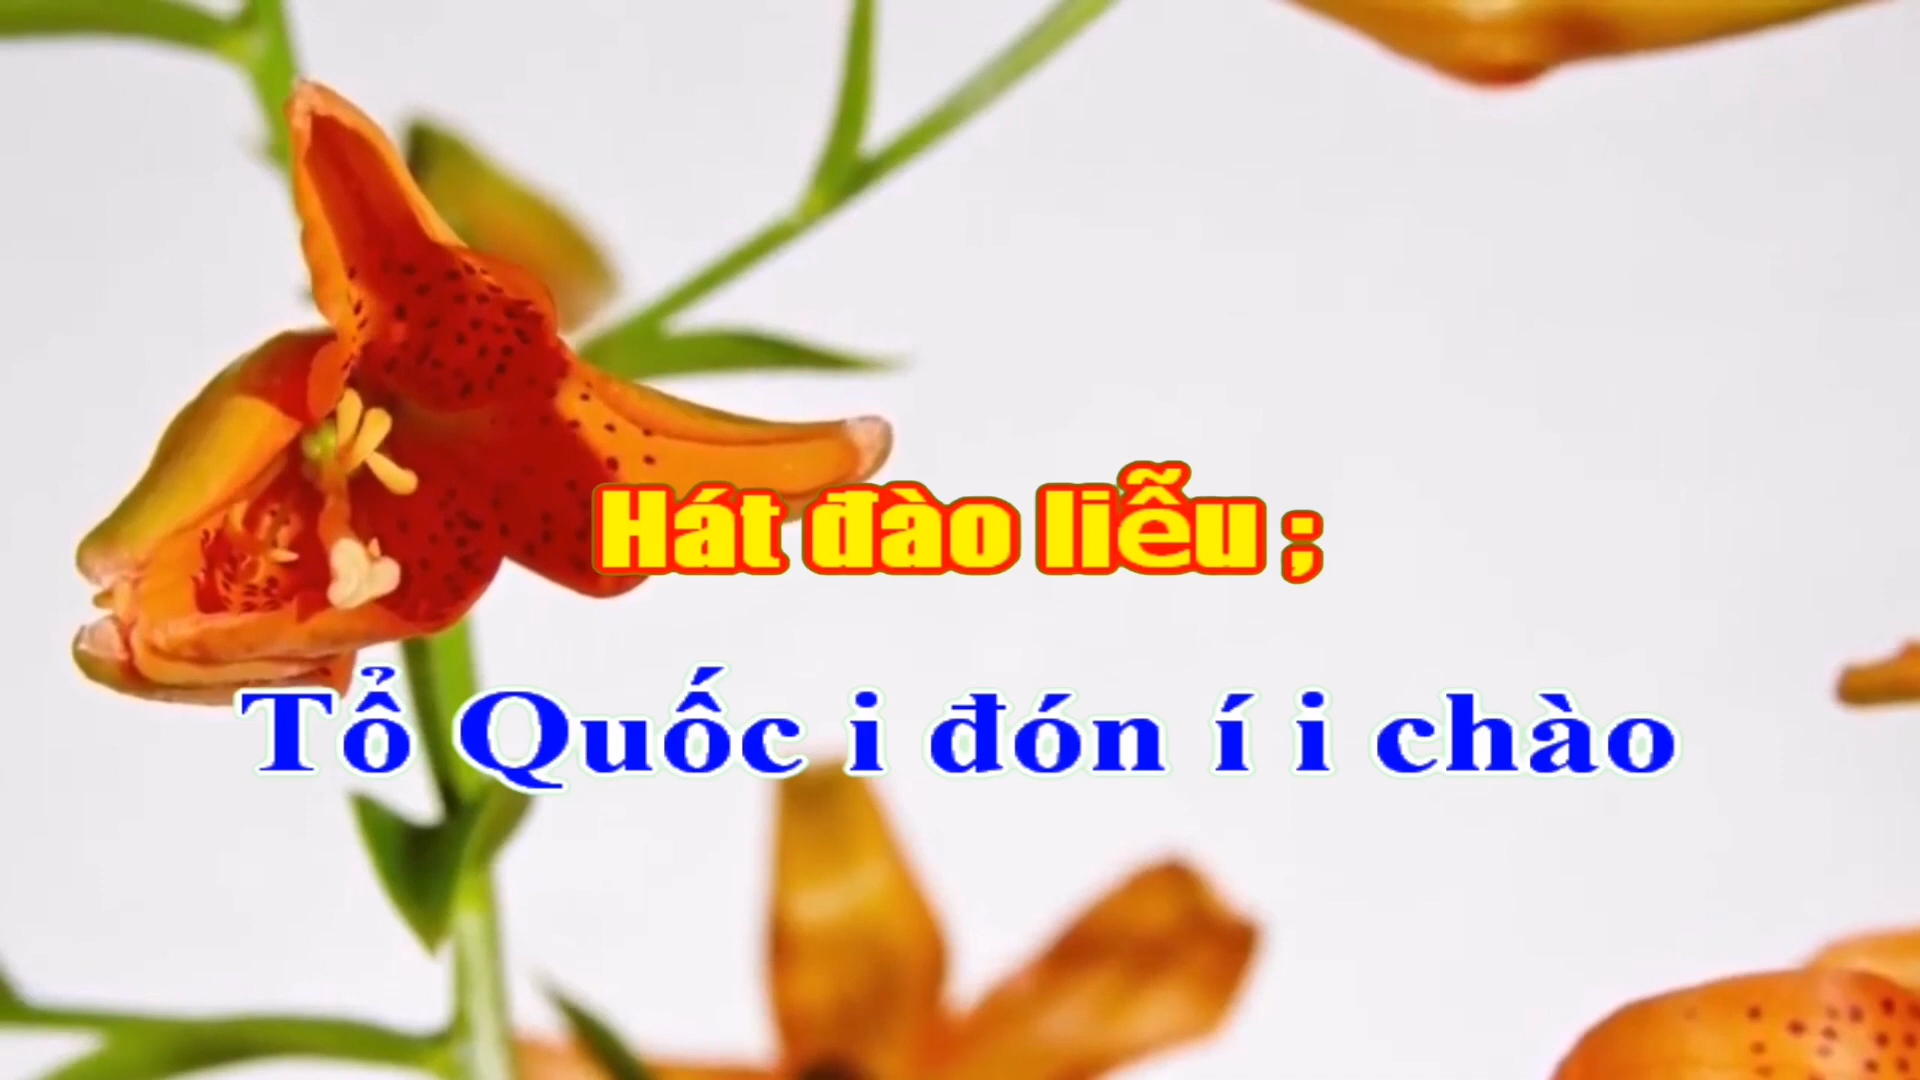 Hát đào liễu ;
Tổ Quốc i đón í i chào